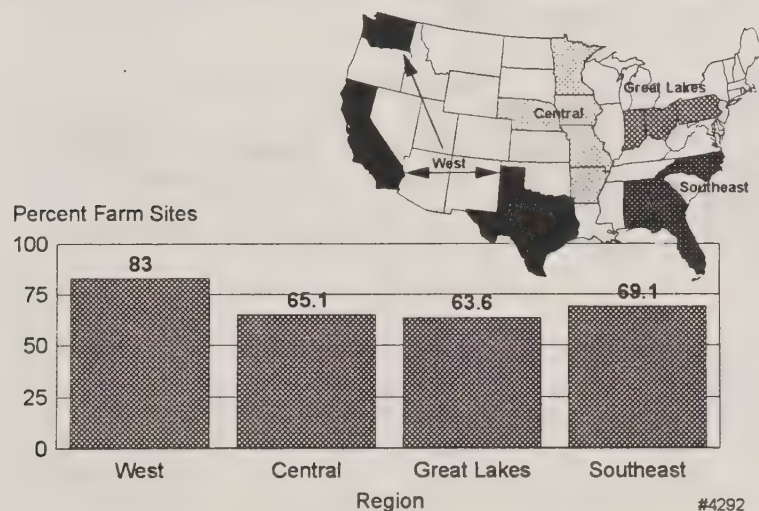 Great Lakes
Central
West
Southeast
Percent Farm Sites
100
75
50
25
0
83
65.1
63.6
69.1
West Central Great Lakes Southeast
Region
#4292